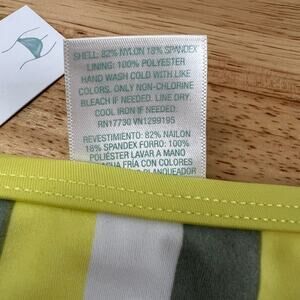 SHELL: 82% NYLON 18% SPANDEX
LINING: 100% POLYESTER
HAND WASH COLD WITH LIKE
COLORS. ONLY NON-CHLORINE
BLEACH IF NEEDED. LINE DRY.
COOL IRON IF NEEDED.
RN17730 VN1299195
REVESTIMIENTO: 82% NAILON
18% SPANDEX FORRO: 100%
POLIÉSTER LAVAR A MANO
FRÍA CON COLORES
BLANQUEADOR